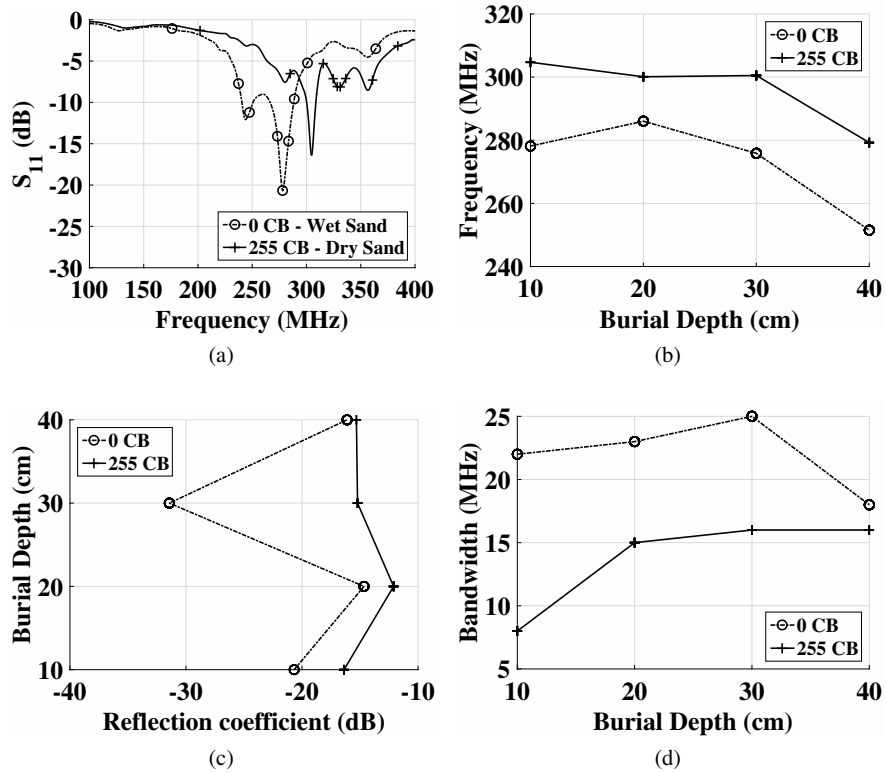 0
-5
-10
-15
-20
-25
-30
S11 (dB)
0 CB - Wet Sand
255 CB - Dry Sand
100 150 200 250 300 350 400
Frequency (MHz)
(a)
320
300
280
260
240
Frequency (MHz)
0 CB
255 CB
10 20 30 40
Burial Depth (cm)
(b)
40
30
20
10
Burial Depth (cm)
0 CB
255 CB
-40 -30 -20 -10
Reflection coefficient (dB)
(c)
25
20
15
10
5
Bandwidth (MHz)
0 CB
255 CB
10 20 30 40
Burial Depth (cm)
(d)